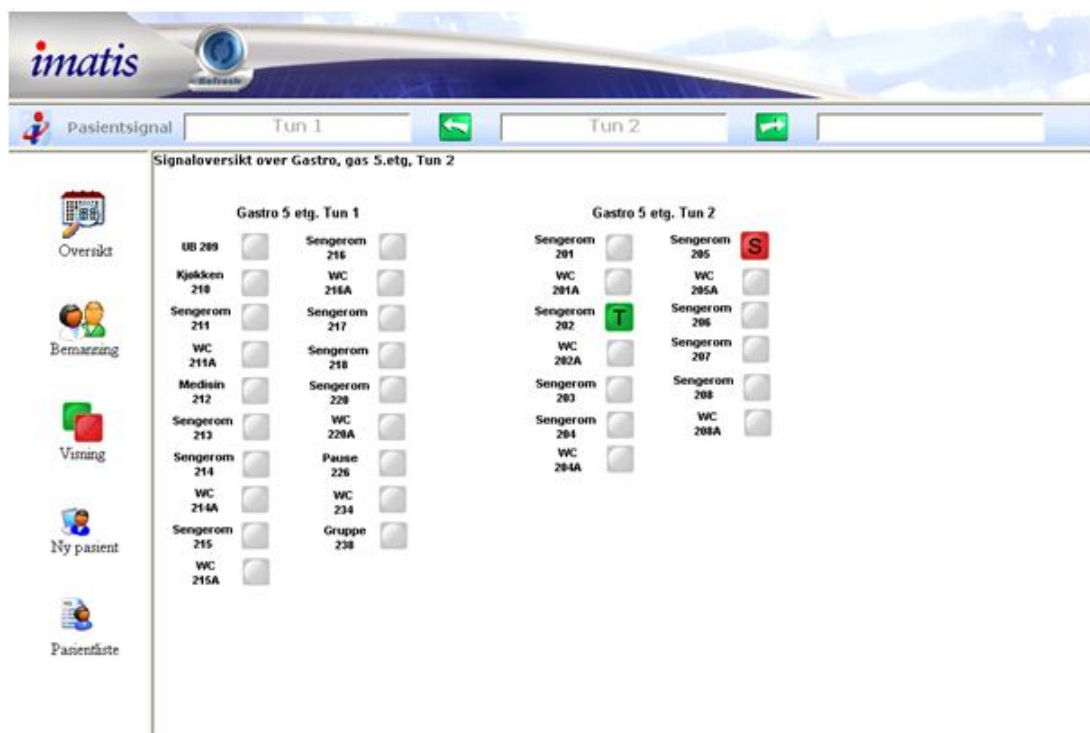 imatis
Refresh
Pasientsignal
Tun 1
Tun 2
Signaloversikt over Gastro, gas 5.etg, Tun 2
Oversikt
Bemanning
Visning
Ny pasient
Pasientliste
Gastro 5 etg. Tun 1
UB 209
Kjøkken
210
Sengerom
211
WC
211A
Medisin
212
Sengerom
213
Sengerom
214
WC
214A
Sengerom
215
WC
215A
Sengerom
216
WC
216A
Sengerom
217
Sengerom
218
Sengerom
220
WC
220A
Pause
226
WC
234
Gruppe
238
Gastro 5 etg. Tun 2
Sengerom
201
WC
201A
Sengerom
202
T
WC
202A
Sengerom
203
Sengerom
204
WC
204A
Sengerom
205
S
WC
205A
Sengerom
206
Sengerom
207
Sengerom
208
WC
208A